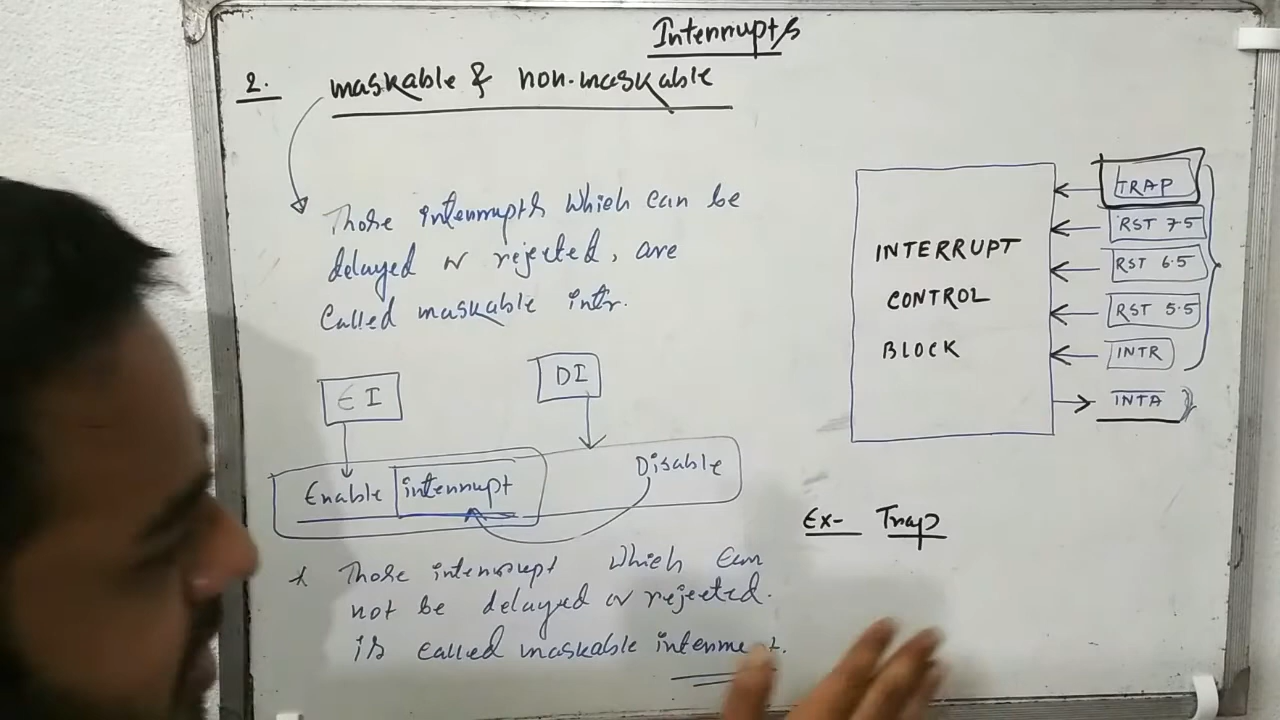 Interrupts
2. maskable & non-maskable
Those interrupts which can be
delayed or rejected, are
Called maskable intr.
EI
DI
Enable interrupt
Disable
* Those interrupt which can
not be delayed or rejected.
is called maskable
INTERRUPT
CONTROL
BLOCK
TRAP
RST 7.5
RST 6.5
RST 5.5
INTR
I̅N̅T̅A̅
Ex- Trap